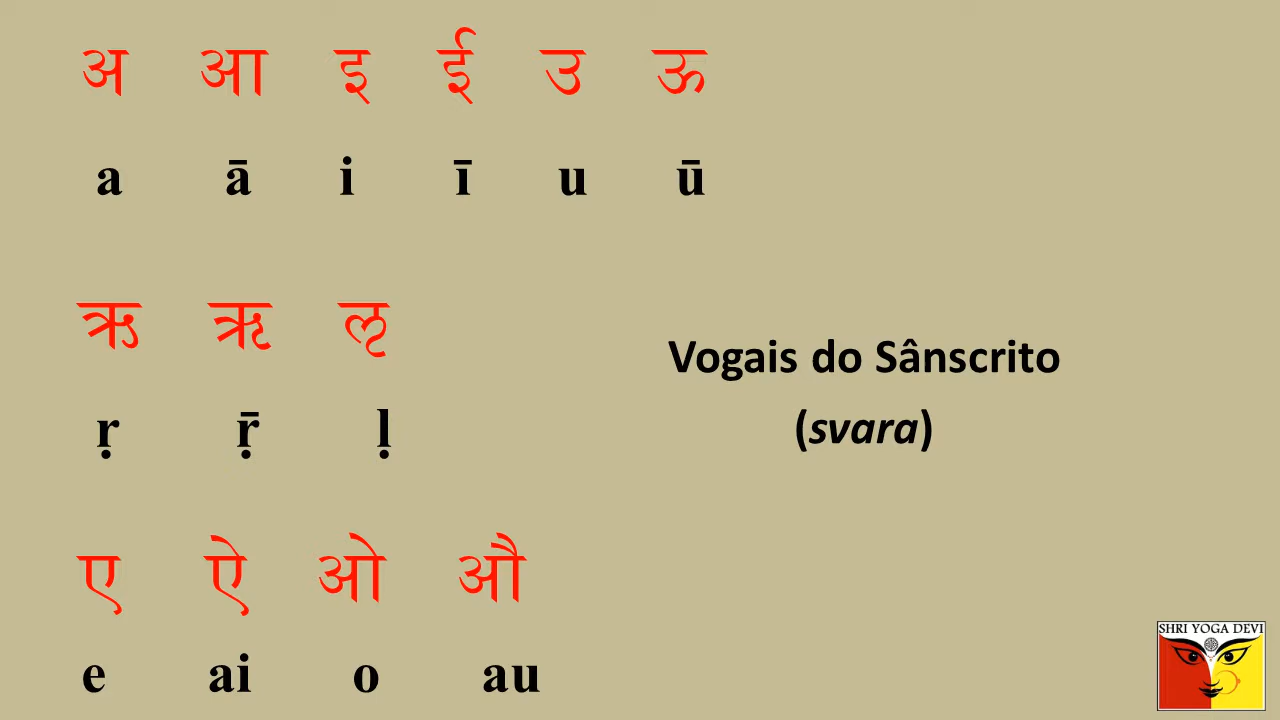 अ आ इ ई उ ऊ
a ā i ī u ū
ऋ ॠ ऌ
ṛ ṝ ḷ
Vogais do Sânscrito
(svara)
ए ऐ ओ औ
e ai o au
SHRI YOGA DEVI